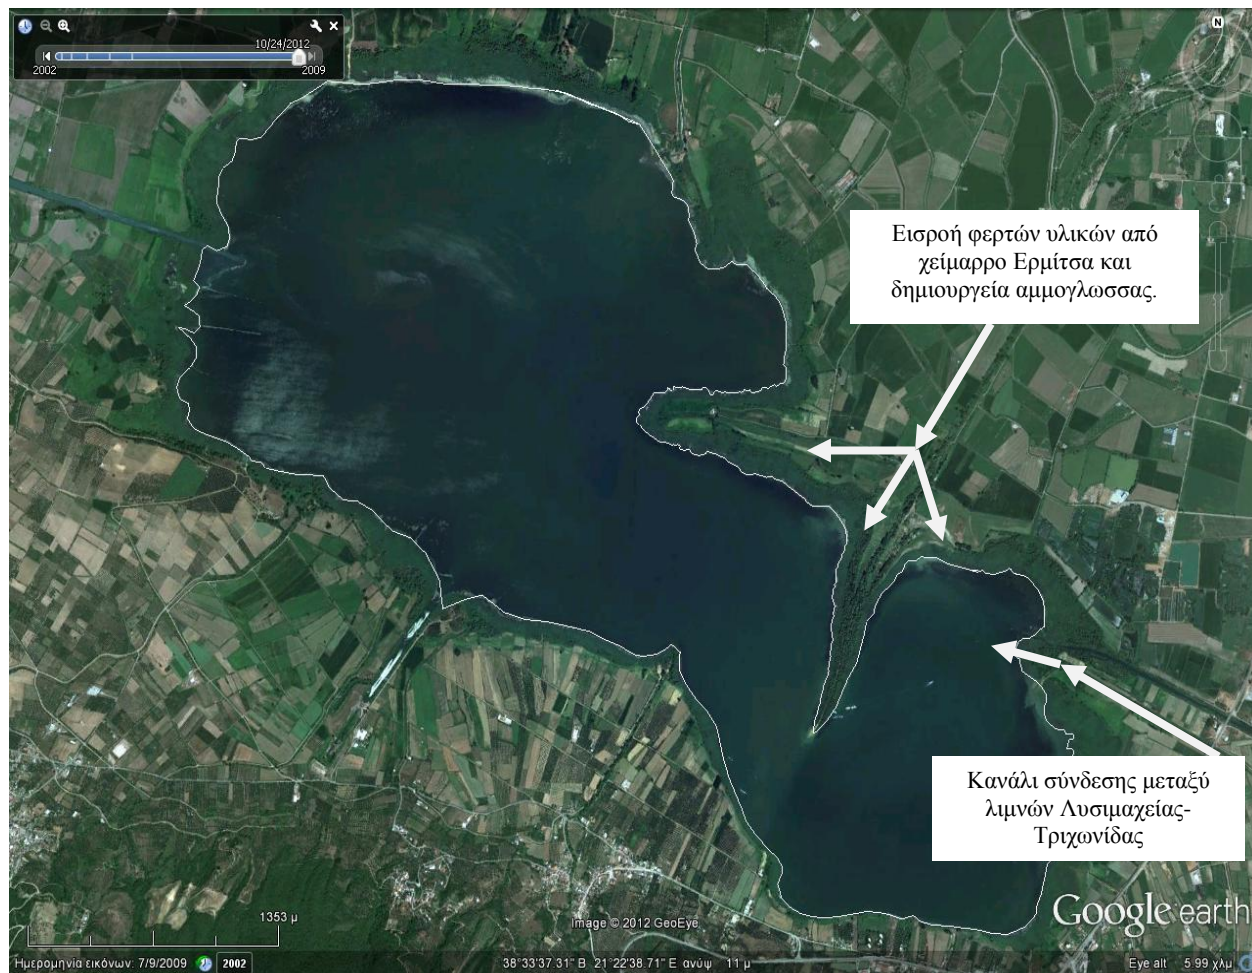 10/24/2012
2002
2009
N
Εισροή φερτών υλικών από
χείμαρρο Ερμίτσα και
δημιουργεία αμμογλωσσας.
Κανάλι σύνδεσης μεταξύ
λιμνών Λυσιμαχείας-
Τριχωνίδας
1353 μ
Image © 2012 GeoEye
Google earth
Ημερομηνία εικόνων: 7/9/2009
2002
38°33'37.31" Β 21°22'38.71" Ε ανύψ 11 μ
Eye alt 5.99 χλμ